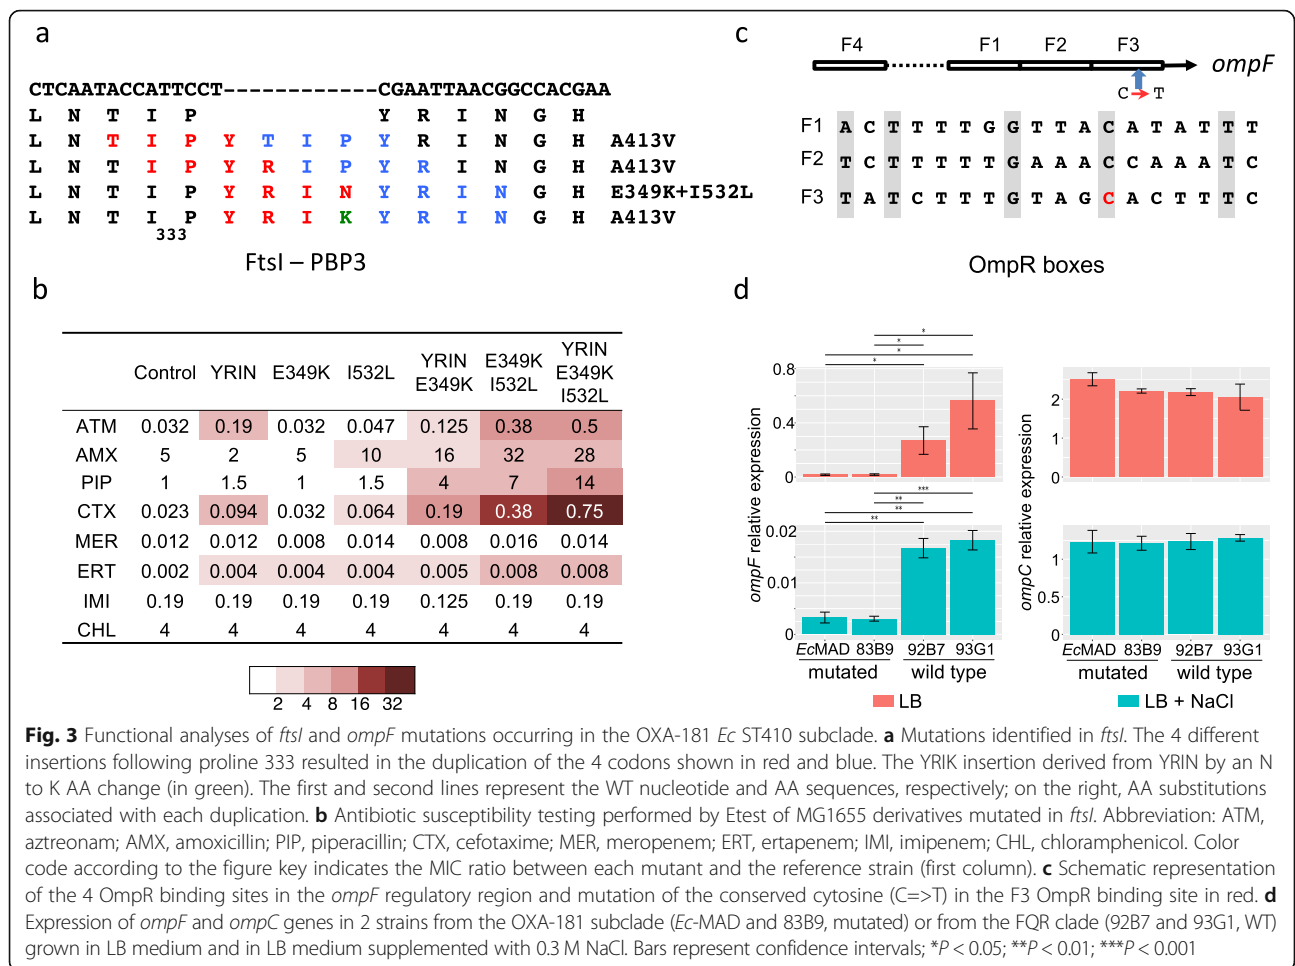 a
CTCAATACCATTCCT------------CGAATTAACGGCCACGAA
L N T I P Y R I N G H
L N T I P Y T I P Y R I N G H A413V
L N T I P Y R I P Y R I N G H A413V
L N T I P Y R I N Y R I N G H E349K+I532L
L N T I P Y R I K Y R I N G H A413V
333
FtsI – PBP3
b
Control YRIN E349K I532L YRIN E349K E349K I532L YRIN E349K I532L
ATM 0.032 0.19 0.032 0.047 0.125 0.38 0.5
AMX 5 2 5 10 16 32 28
PIP 1 1.5 1 1.5 4 7 14
CTX 0.023 0.094 0.032 0.064 0.19 0.38 0.75
MER 0.012 0.012 0.008 0.014 0.008 0.016 0.014
ERT 0.002 0.004 0.004 0.004 0.005 0.008 0.008
IMI 0.19 0.19 0.19 0.19 0.125 0.19 0.19
CHL 4 4 4 4 4 4 4
2 4 8 16 32
c
F4 F1 F2 F3
ompF
C T
F1 A C T T T T G G T T A C A T A T T T
F2 T C T T T T T G A A A C C A A A T C
F3 T A T C T T T G T A G C A C T T T C
OmpR boxes
d
ompF relative expression
0.8
0.4
0
*
*
*
*
0.02
0.01
0
***
**
**
**
EcMAD 83B9 92B7 93G1
mutated wild type
LB
ompC relative expression
2
1
0
1
0.5
0
EcMAD 83B9 92B7 93G1
mutated wild type
LB + NaCl
Fig. 3 Functional analyses of ftsI and ompF mutations occurring in the OXA-181 Ec ST410 subclade. a Mutations identified in ftsI. The 4 different
insertions following proline 333 resulted in the duplication of the 4 codons shown in red and blue. The YRIK insertion derived from YRIN by an N
to K AA change (in green). The first and second lines represent the WT nucleotide and AA sequences, respectively; on the right, AA substitutions
associated with each duplication. b Antibiotic susceptibility testing performed by Etest of MG1655 derivatives mutated in ftsI. Abbreviation: ATM,
aztreonam; AMX, amoxicillin; PIP, piperacillin; CTX, cefotaxime; MER, meropenem; ERT, ertapenem; IMI, imipenem; CHL, chloramphenicol. Color
code according to the figure key indicates the MIC ratio between each mutant and the reference strain (first column). c Schematic representation
of the 4 OmpR binding sites in the ompF regulatory region and mutation of the conserved cytosine (C=>T) in the F3 OmpR binding site in red. d
Expression of ompF and ompC genes in 2 strains from the OXA-181 subclade (Ec-MAD and 83B9, mutated) or from the FQR clade (92B7 and 93G1, WT)
grown in LB medium and in LB medium supplemented with 0.3 M NaCl. Bars represent confidence intervals; *P < 0.05; **P < 0.01; ***P < 0.001